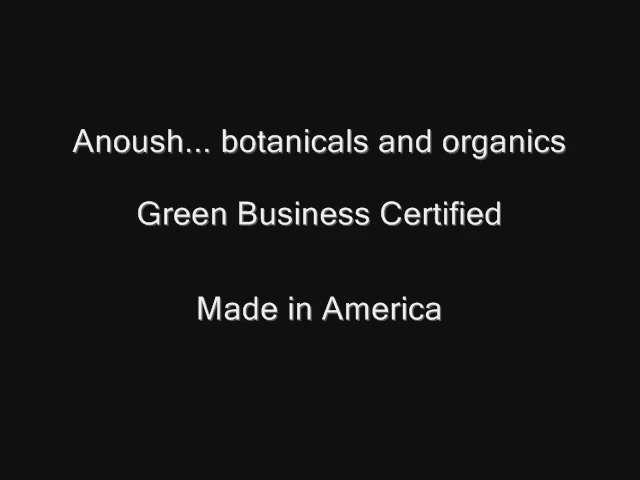 Anoush... botanicals and organics
Green Business Certified
Made in America